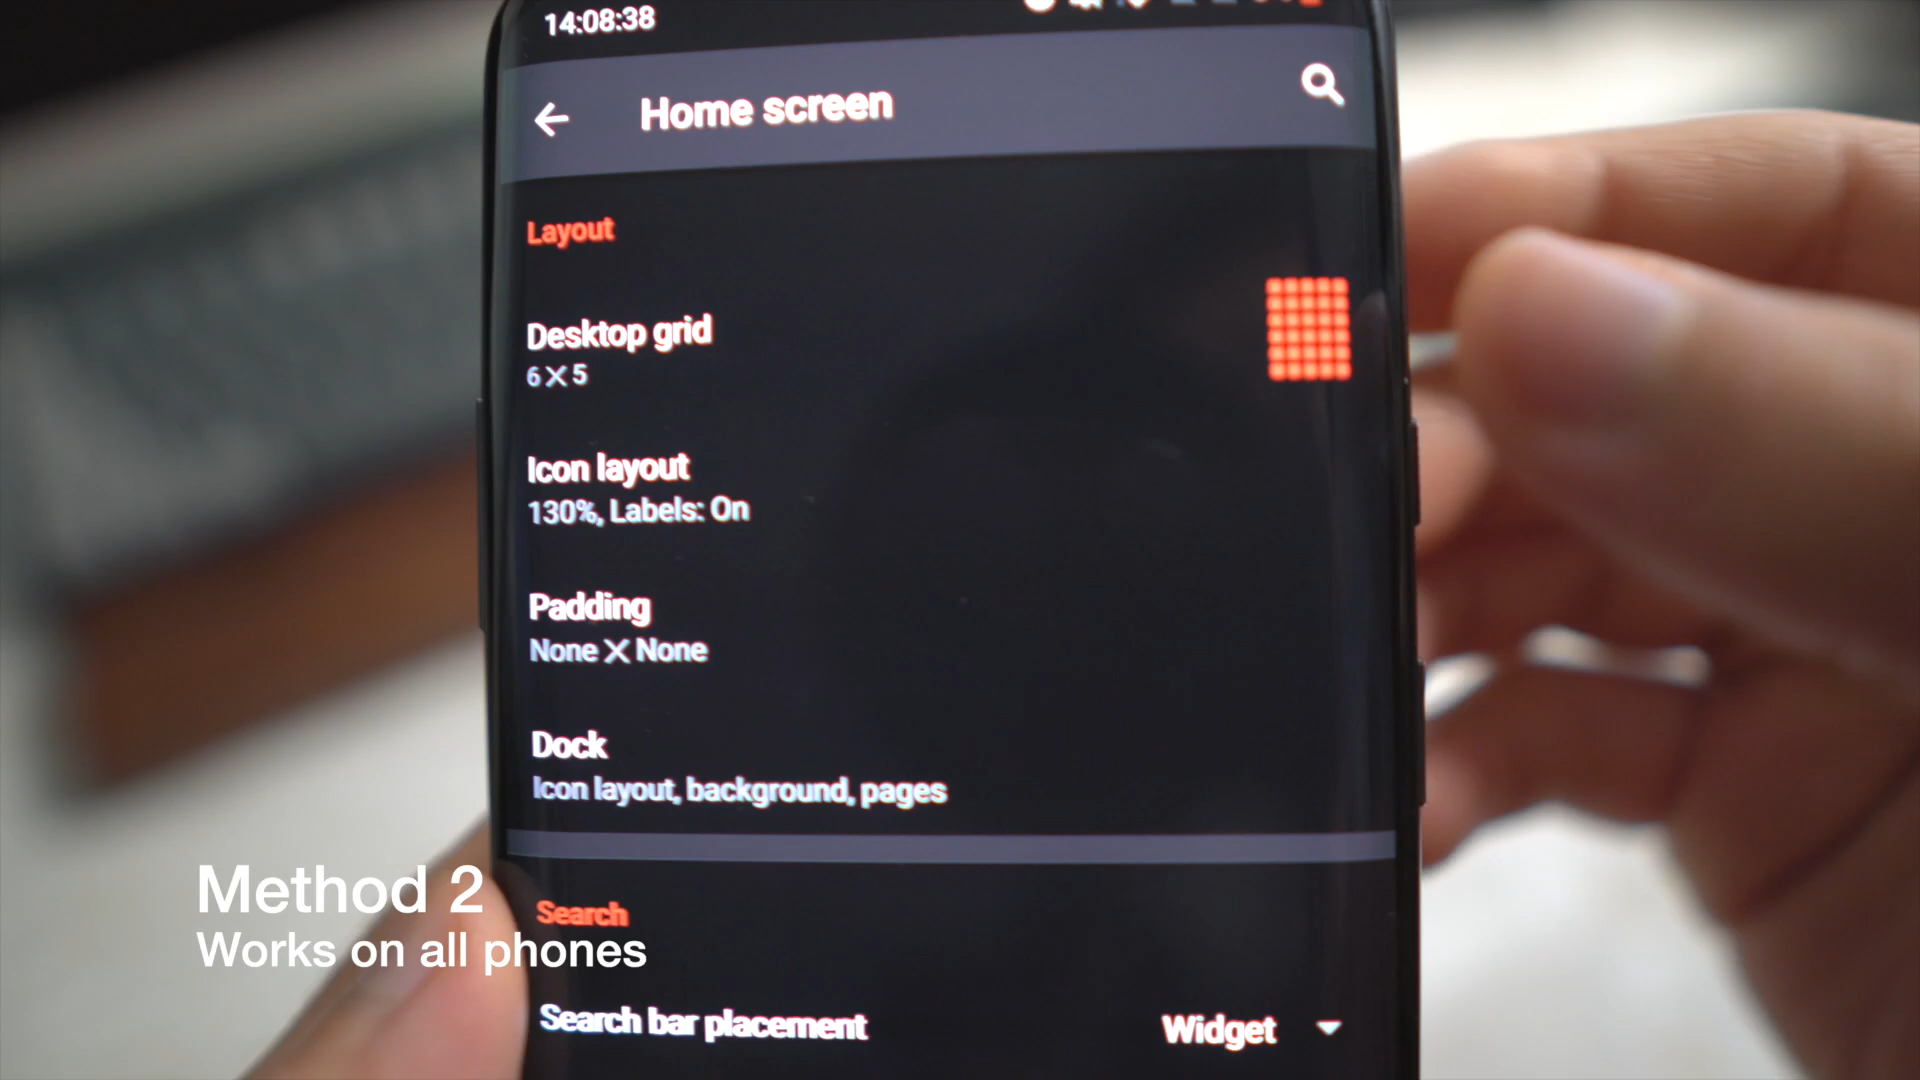 14:08:38
Home screen
Layout
Desktop grid
6 X 5
Icon layout
130%, Labels: On
Padding
None X None
Dock
Icon layout, background, pages
Method 2
Search
Works on all phones
Search bar placement
Widget